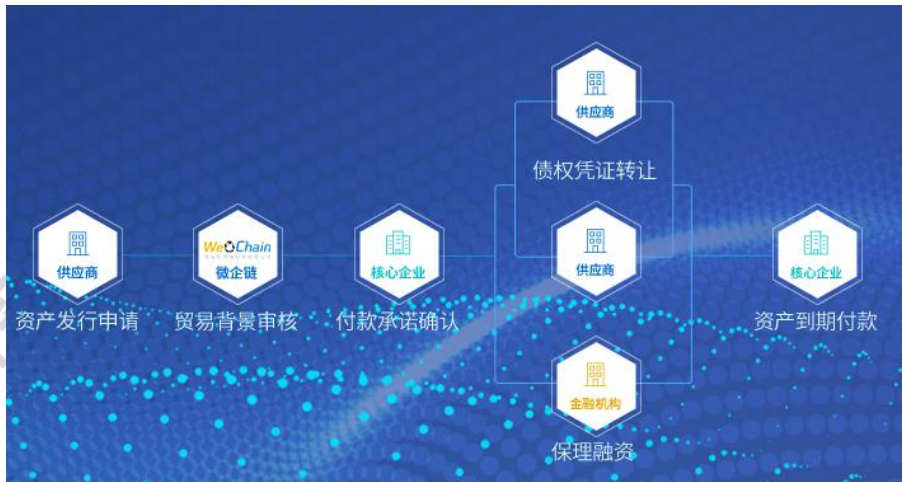 供应商
债权凭证转让
供应商
资产发行申请
We Chain
微企链
贸易背景审核
核心企业
付款承诺确认
供应商
核心企业
资产到期付款
金融机构
保理融资